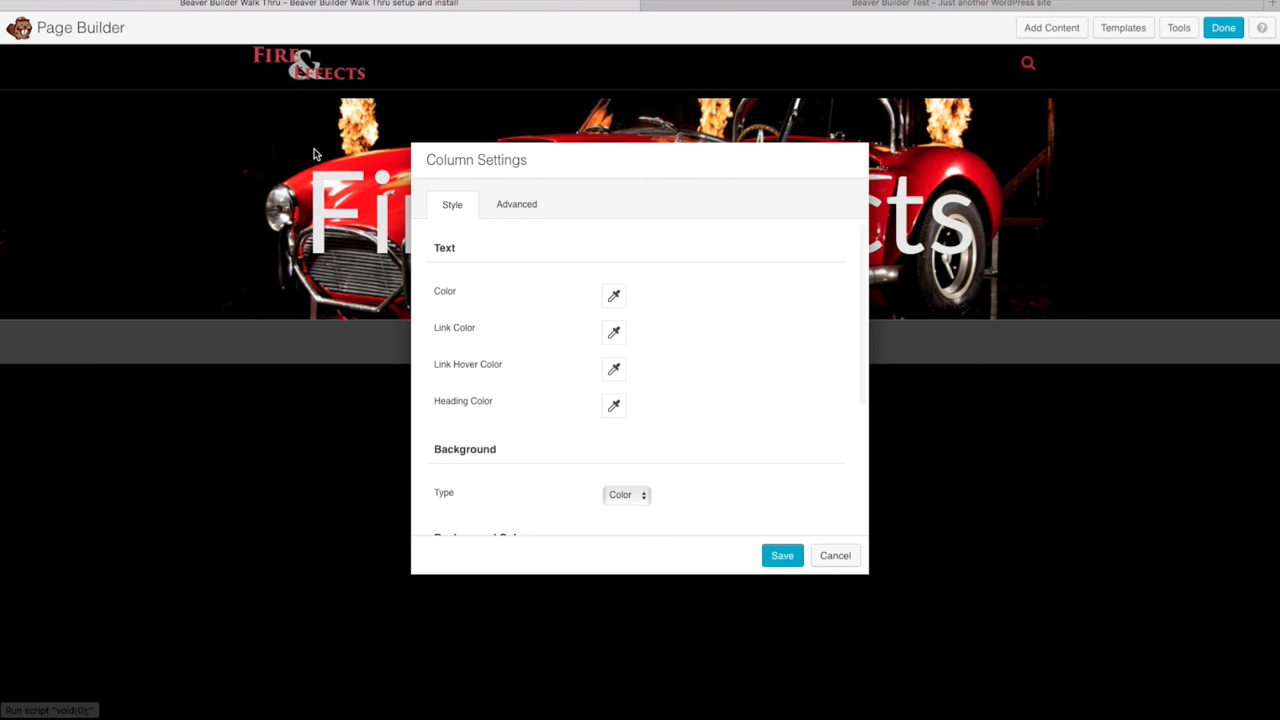 Beaver Builder Walk Thru – Beaver Builder Walk Thru setup and install
Beaver Builder Test – Just another WordPress site
Page Builder
Add Content
Templates
Tools
Done
?
FIRE
& EFFECTS
Column Settings
Style
Advanced
Text
Color
Link Color
Link Hover Color
Heading Color
Background
Type
Color
Save
Cancel
Run script "void(0);"